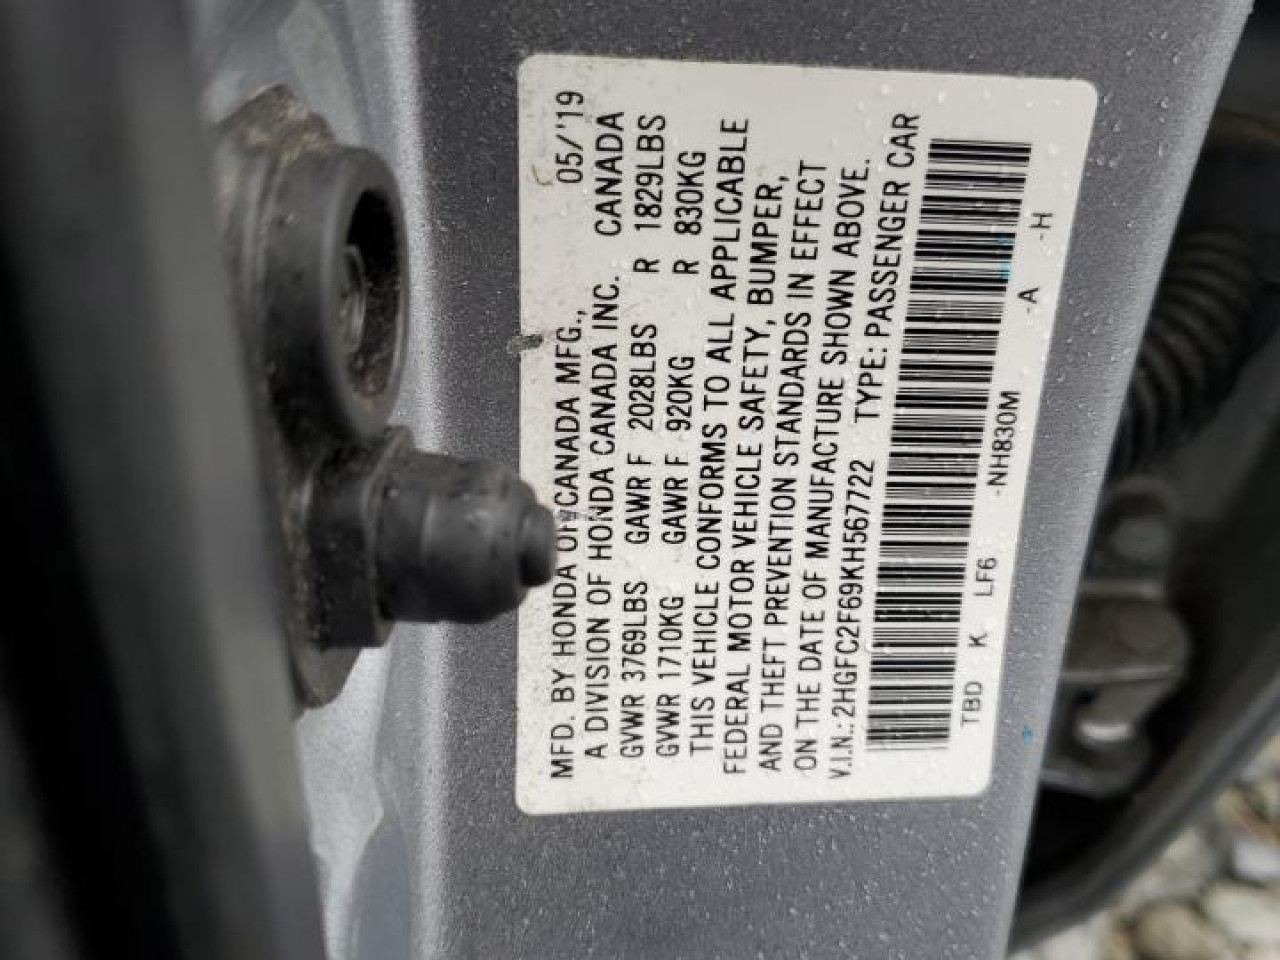 05/'19
MFD. BY HONDA OF CANADA MFG.,
A DIVISION OF HONDA CANADA INC. CANADA
GVWR 3769LBS GAWR F 2028LBS R 1829LBS
GVWR 1710KG GAWR F 920KG R 830KG
THIS VEHICLE CONFORMS TO ALL APPLICABLE
FEDERAL MOTOR VEHICLE SAFETY, BUMPER,
AND THEFT PREVENTION STANDARDS IN EFFECT
ON THE DATE OF MANUFACTURE SHOWN ABOVE.
V.I.N.: 2HGFC2F69KH567722 TYPE: PASSENGER CAR
TBD K LF6 -NH830M -A -H